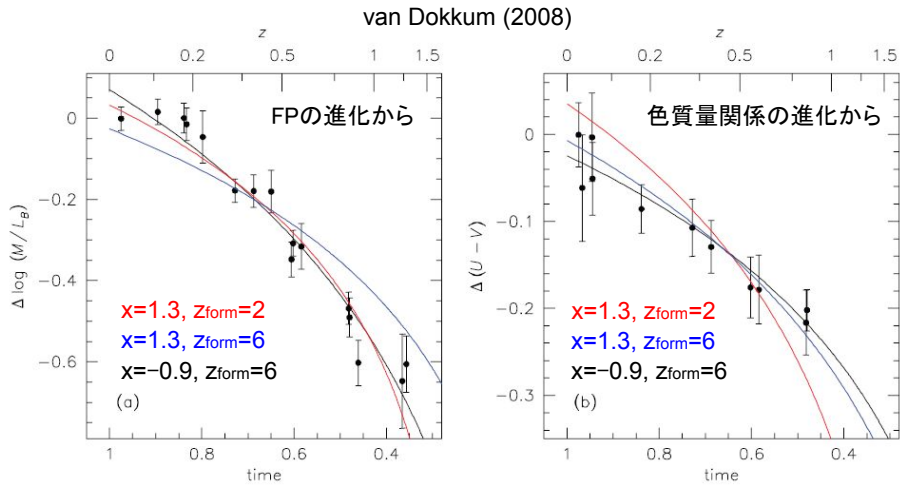 van Dokkum (2008)
z
0 0.2 0.5 1 1.5
FPの進化から
0
−0.2
−0.4
−0.6
Δ log (M/L_B)
x=1.3, zform=2
x=1.3, zform=6
x=−0.9, zform=6
(a)
1 0.8 0.6 0.4
time
z
0 0.2 0.5 1 1.5
色質量関係の進化から
0
−0.1
−0.2
−0.3
Δ (U − V)
x=1.3, zform=2
x=1.3, zform=6
x=−0.9, zform=6
(b)
1 0.8 0.6 0.4
time